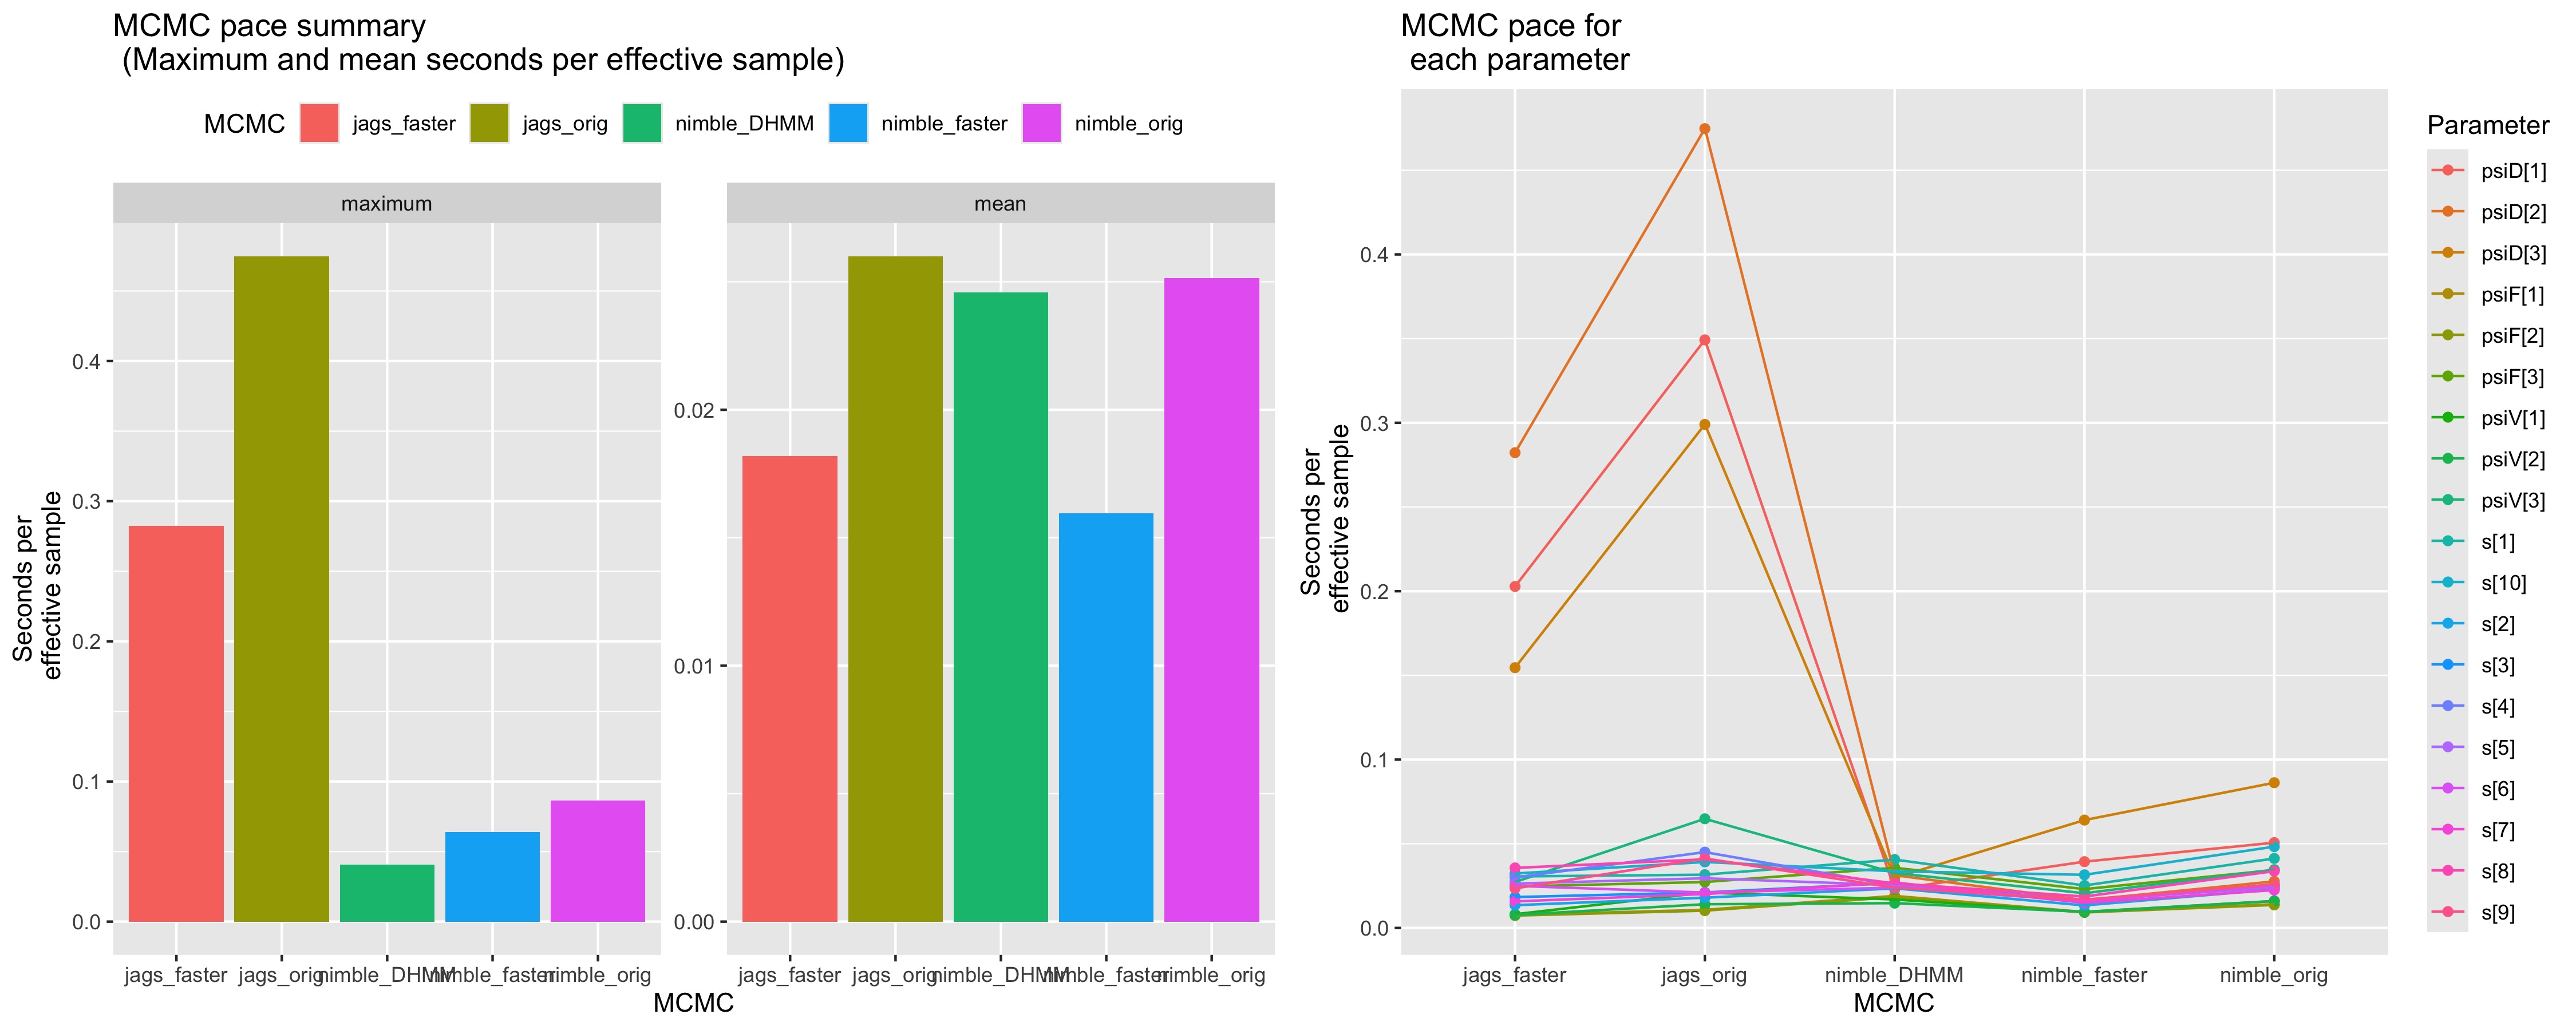 MCMC pace summary
(Maximum and mean seconds per effective sample)
MCMC
jags_faster
jags_orig
nimble_DHMM
nimble_faster
nimble_orig
maximum
mean
Seconds per
effective sample
0.4
0.3
0.2
0.1
0.0
0.02
0.01
0.00
jags_faster
jags_orig
nimble_DHMM
nimble_faster
nimble_orig
jags_faster
jags_orig
nimble_DHMM
nimble_faster
nimble_orig
MCMC
MCMC pace for
each parameter
Seconds per
effective sample
0.4
0.3
0.2
0.1
0.0
jags_faster
jags_orig
nimble_DHMM
nimble_faster
nimble_orig
MCMC
Parameter
psiD[1]
psiD[2]
psiD[3]
psiF[1]
psiF[2]
psiF[3]
psiV[1]
psiV[2]
psiV[3]
s[1]
s[10]
s[2]
s[3]
s[4]
s[5]
s[6]
s[7]
s[8]
s[9]